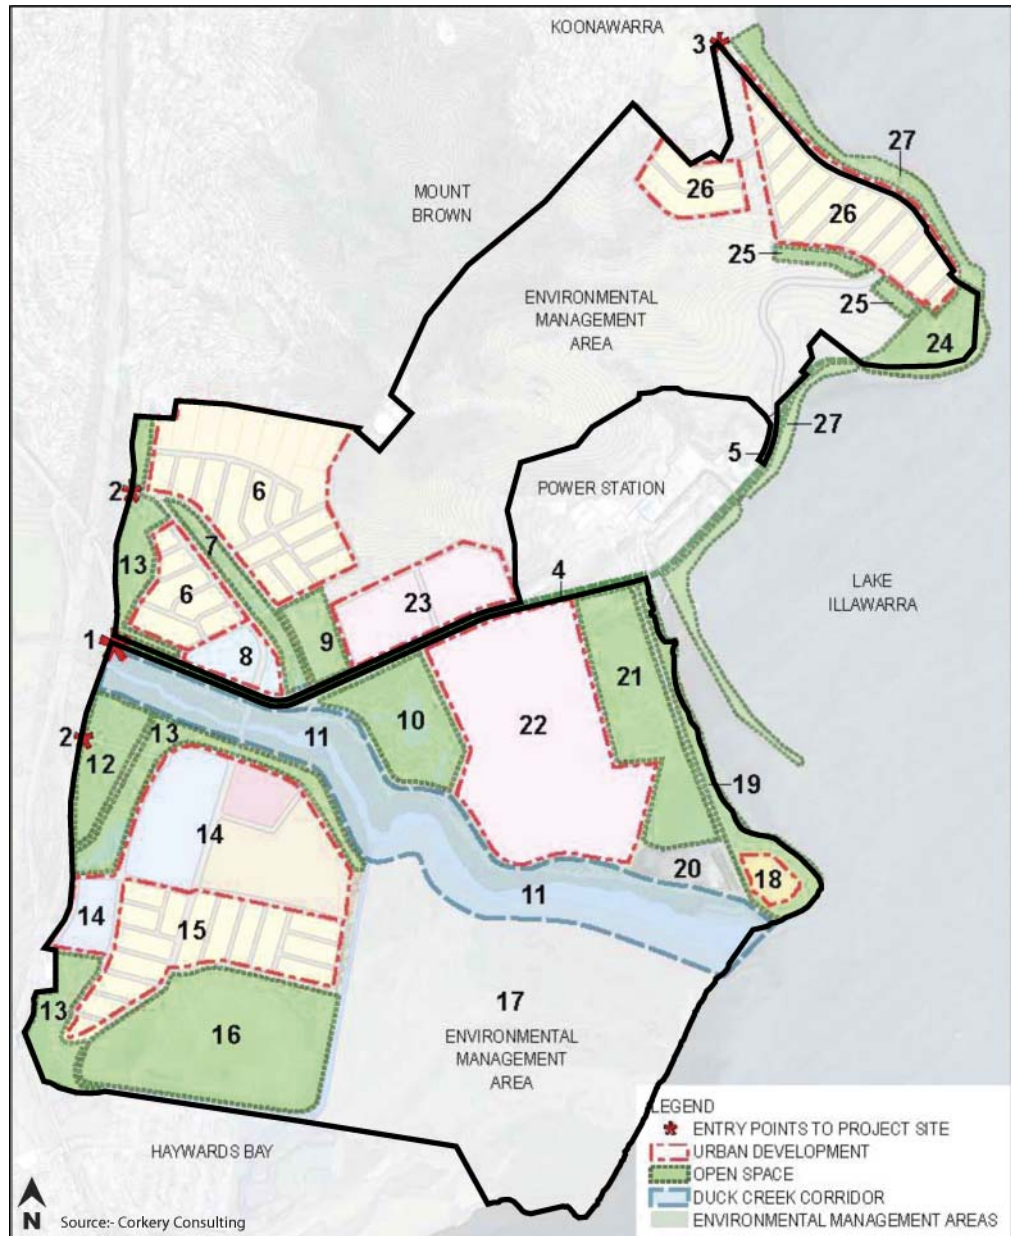 KOONAWARRA
3
27
MOUNT
BROWN
26
26
25
ENVIRONMENTAL
MANAGEMENT
AREA
25
24
27
5
2
6
POWER STATION
7
13
4
LAKE
ILLAWARRA
6
23
1
8
9
21
10
22
2
11
13
12
19
14
20
18
11
14
15
17
13
16
ENVIRONMENTAL
MANAGEMENT
AREA
HAYWARDS BAY
LEGEND
ENTRY POINTS TO PROJECT SITE
URBAN DEVELOPMENT
OPEN SPACE
DUCK CREEK CORRIDOR
ENVIRONMENTAL MANAGEMENT AREAS
N
Source:- Corkery Consulting